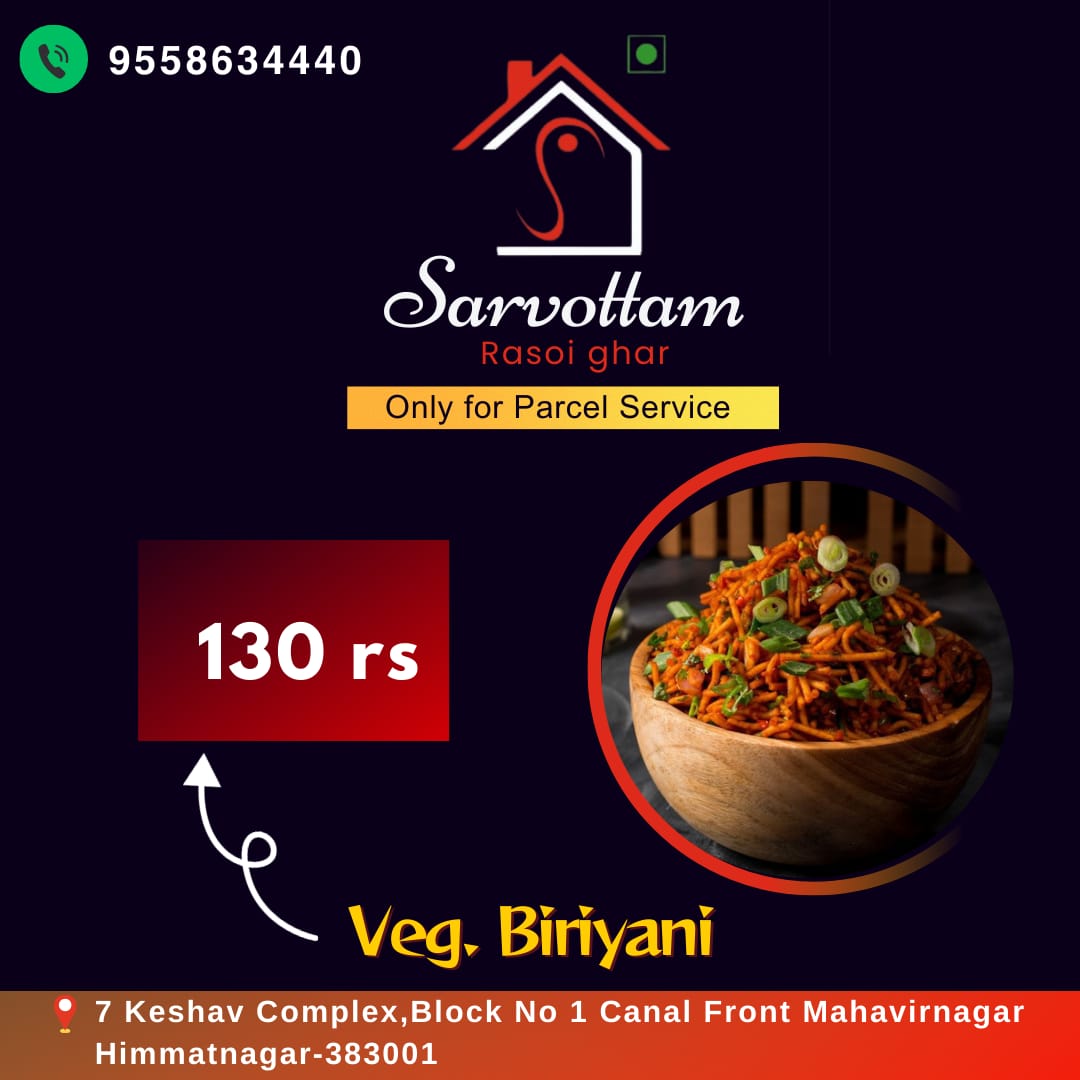 9558634440
Sarvottam
Rasoi ghar
Only for Parcel Service
130 rs
Veg. Biriyani
7 Keshav Complex,Block No 1 Canal Front Mahavirnagar
Himmatnagar-383001